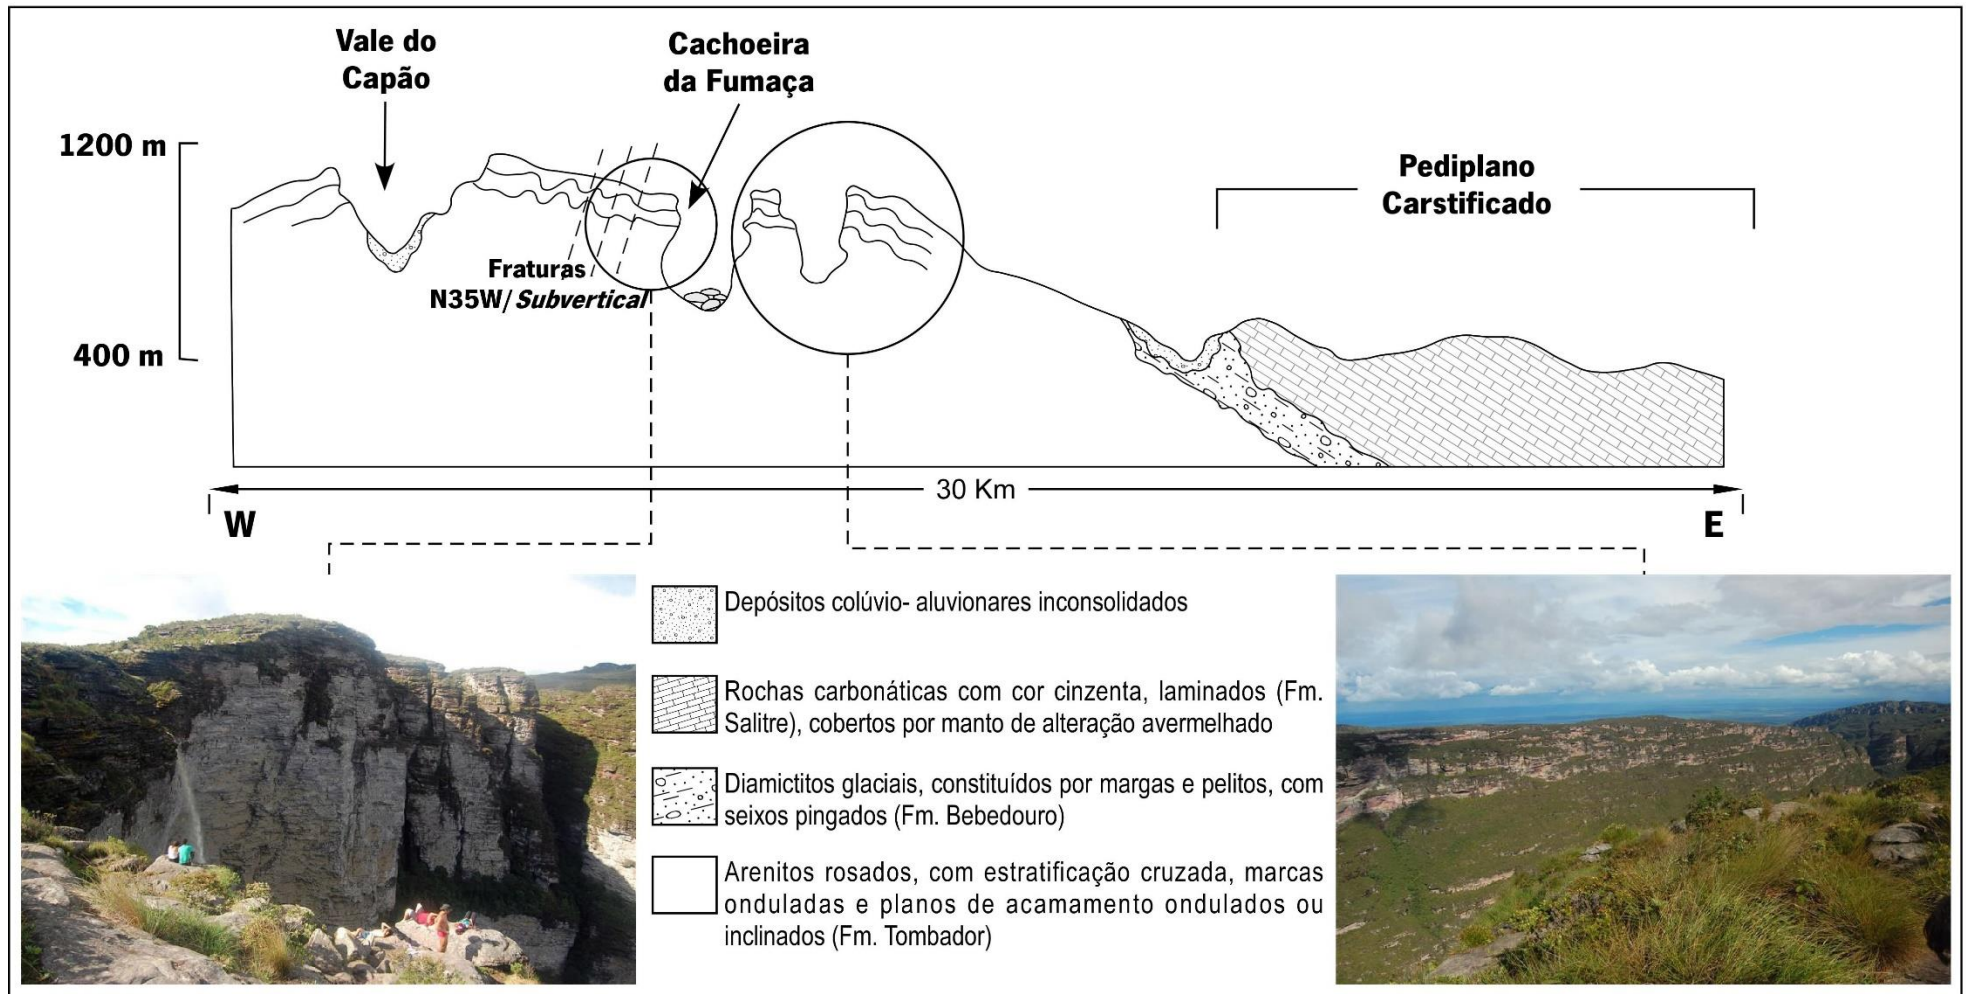 Vale do
Capão
Cachoeira
da Fumaça
1200 m
Pediplano
Carstificado
Fraturas
N35W/Subvertical
400 m
30 Km
W
E
Depósitos colúvio- aluvionares inconsolidados
Rochas carbonáticas com cor cinzenta, laminados (Fm.
Salitre), cobertos por manto de alteração avermelhado
Diamictitos glaciais, constituídos por margas e pelitos, com
seixos pingados (Fm. Bebedouro)
Arenitos rosados, com estratificação cruzada, marcas
onduladas e planos de acamamento ondulados ou
inclinados (Fm. Tombador)